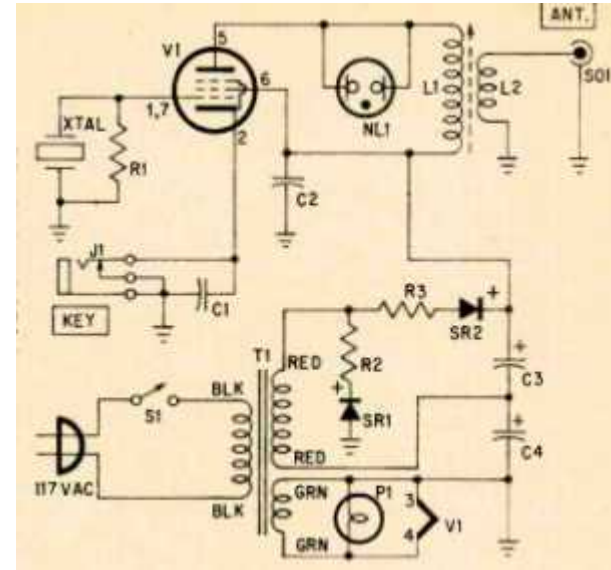 ANT.
V1
5
6
1,7
2
XTAL
R1
NL1
L1
L2
SO1
C2
J1
C1
KEY
R3
SR2
+
T1
RED
R2
+
SR1
C3
+
BLK
S1
RED
C4
+
117 VAC
BLK
GRN
P1
3
4
V1
GRN